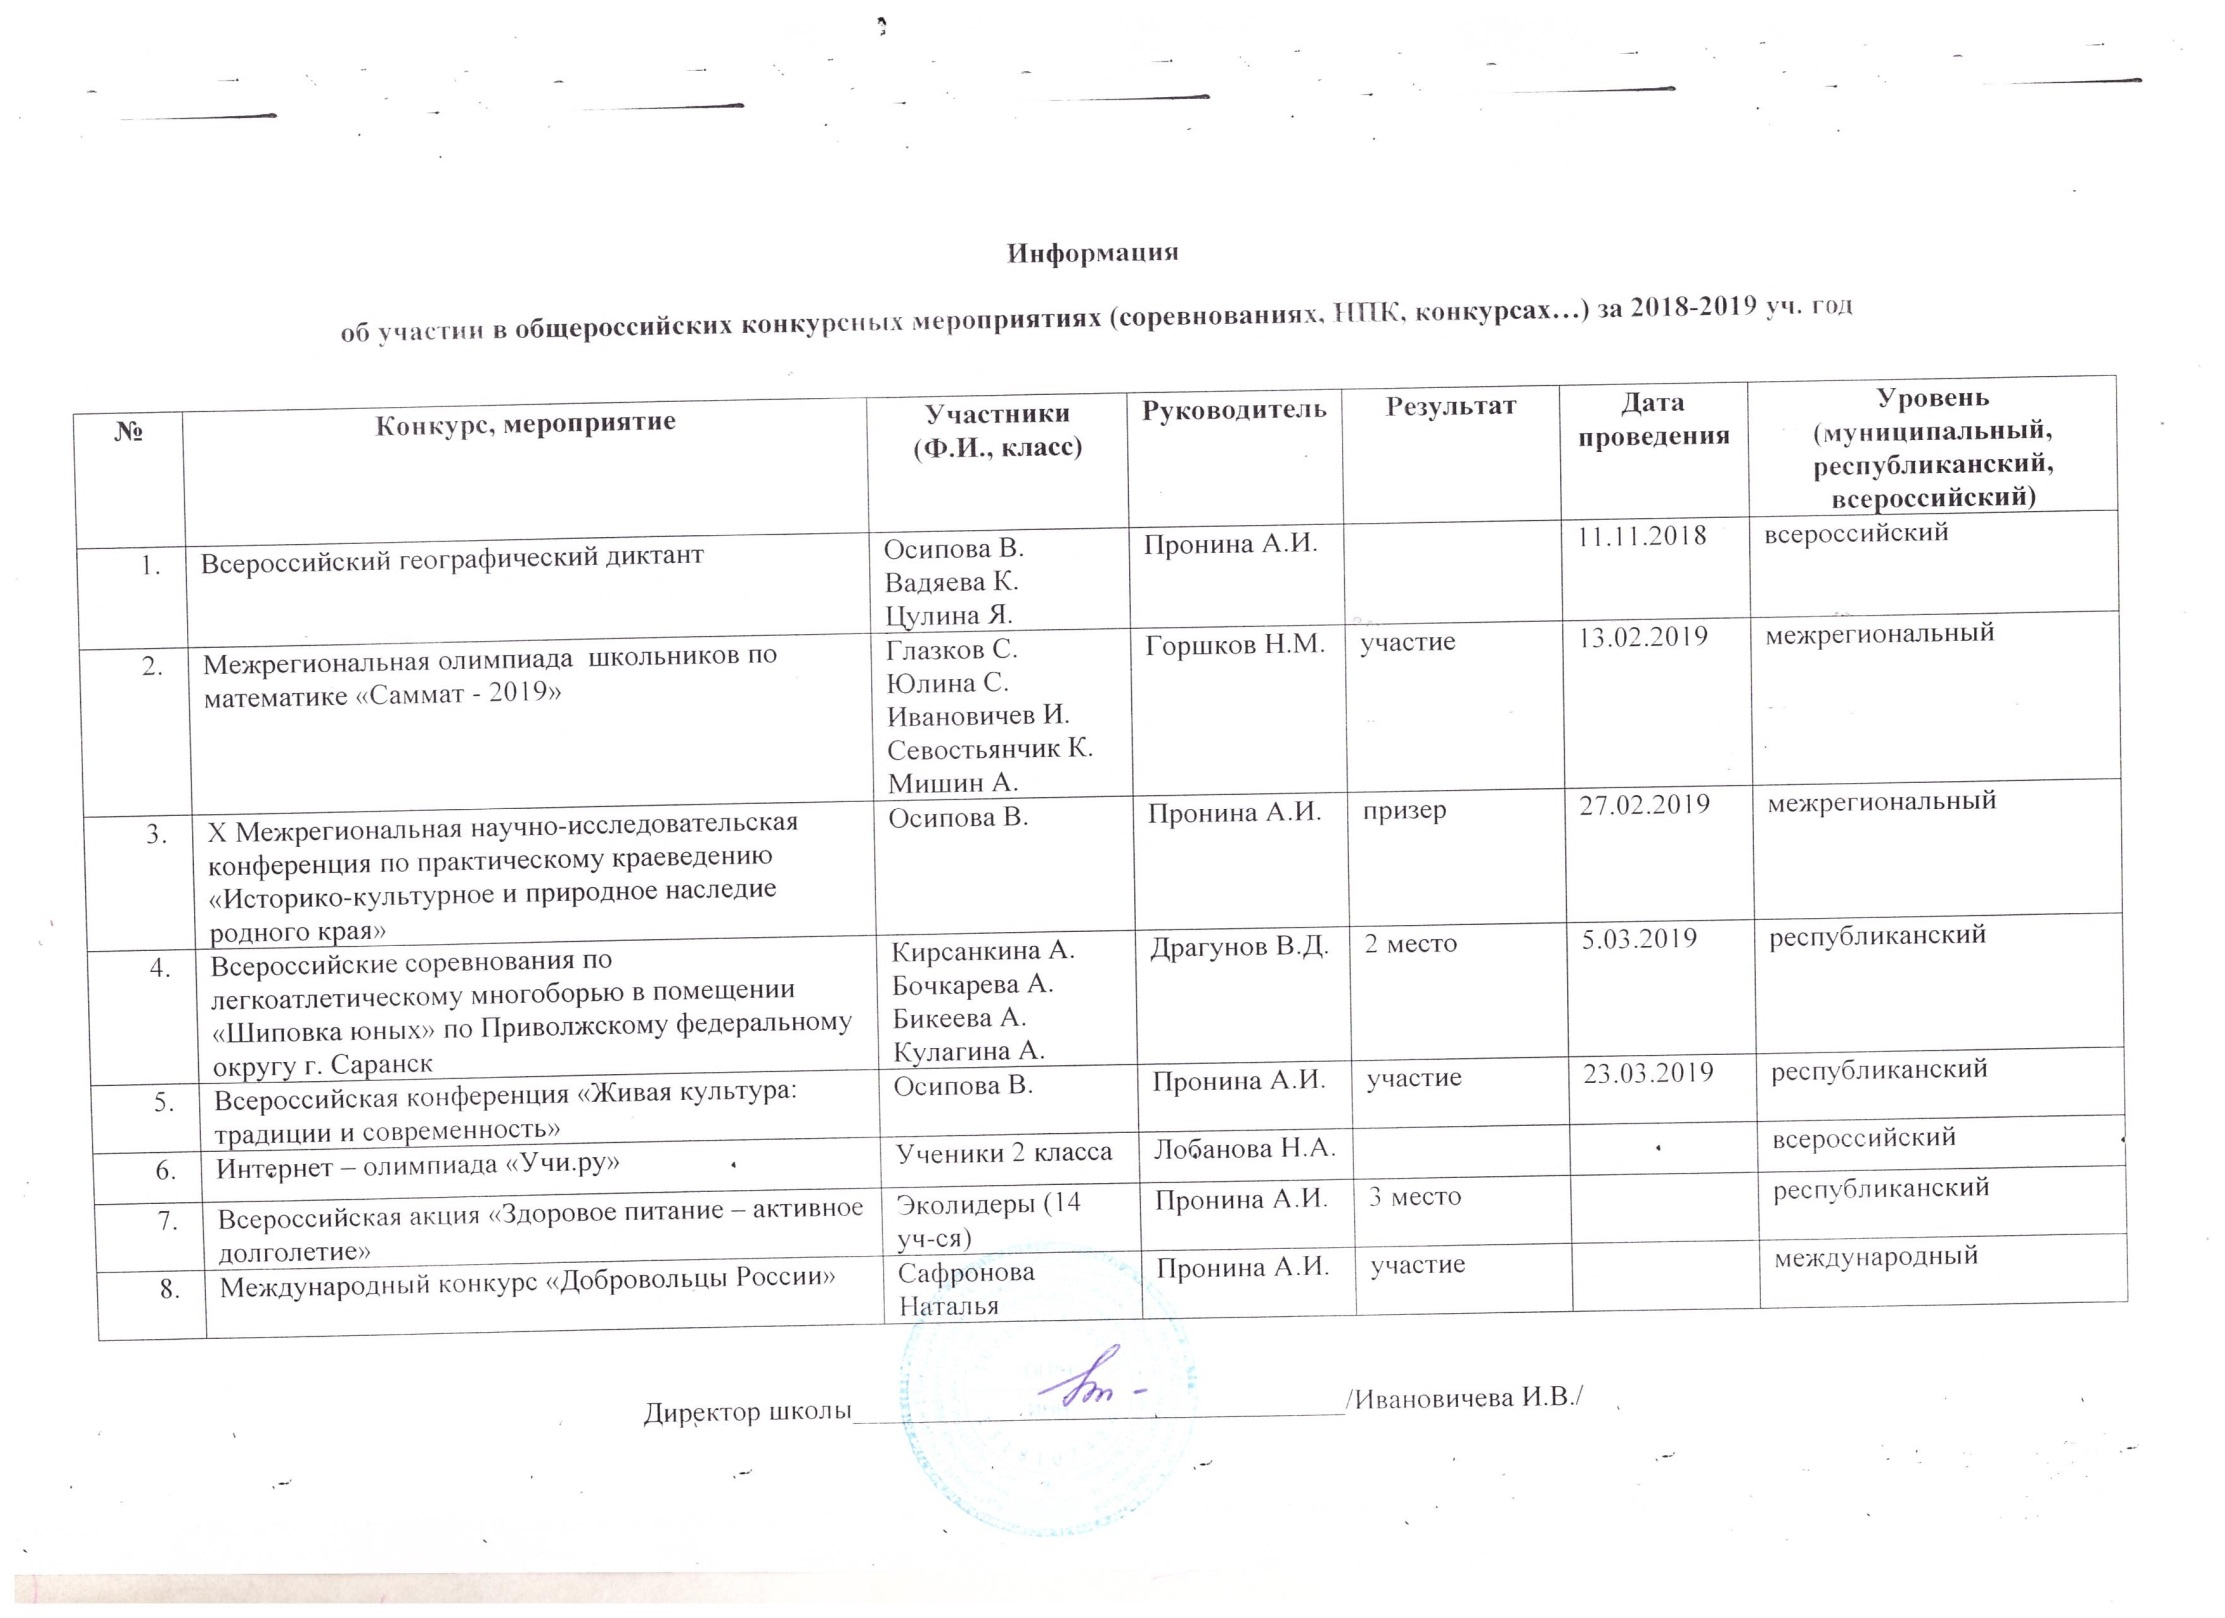 Информация
об участии в общероссийских конкурсных мероприятиях (соревнованиях, НПК, конкурсах…) за 2018-2019 уч. год
№
Конкурс, мероприятие
Участники
(Ф.И., класс)
Руководитель
Результат
Дата
проведения
Уровень
(муниципальный,
республиканский,
всероссийский)
1.
Всероссийский географический диктант
Осипова В.
Вадяева К.
Цулина Я.
Пронина А.И.
11.11.2018
всероссийский
2.
Межрегиональная олимпиада школьников по
математике «Саммат - 2019»
Глазков С.
Юлина С.
Ивановичев И.
Севостьянчик К.
Мишин А.
Горшков Н.М.
участие
13.02.2019
межрегиональный
3.
X Межрегиональная научно-исследовательская
конференция по практическому краеведению
«Историко-культурное и природное наследие
родного края»
Осипова В.
Пронина А.И.
призер
27.02.2019
межрегиональный
4.
Всероссийские соревнования по
легкоатлетическому многоборью в помещении
«Шиповка юных» по Приволжскому федеральному
округу г. Саранск
Кирсанкина А.
Бочкарева А.
Бикеева А.
Кулагина А.
Драгунов В.Д.
2 место
5.03.2019
республиканский
5.
Всероссийская конференция «Живая культура:
традиции и современность»
Осипова В.
Пронина А.И.
участие
23.03.2019
республиканский
6.
Интернет – олимпиада «Учи.ру»
Ученики 2 класса
Лобанова Н.А.
всероссийский
7.
Всероссийская акция «Здоровое питание – активное
долголетие»
Эколидеры (14
уч-ся)
Пронина А.И.
3 место
республиканский
8.
Международный конкурс «Добровольцы России»
Сафронова
Наталья
Пронина А.И.
участие
международный
Директор школы____________________________________/Ивановичева И.В./